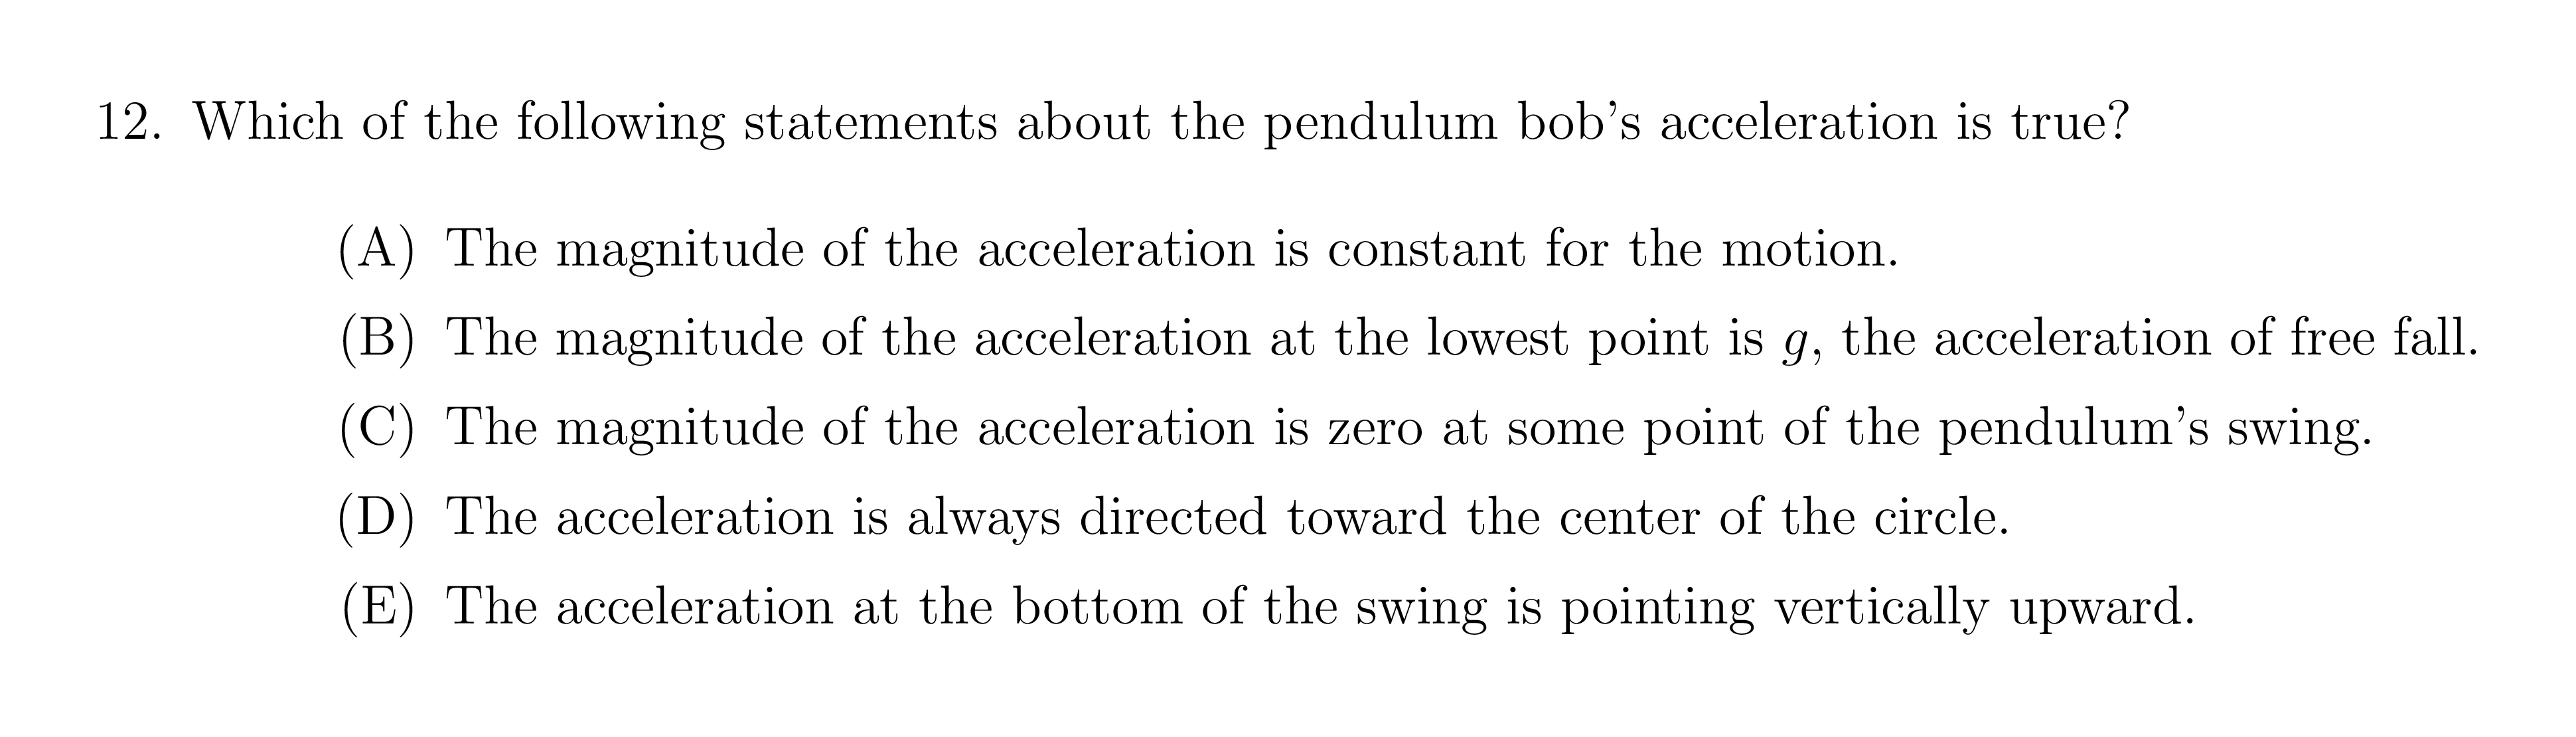 12. Which of the following statements about the pendulum bob's acceleration is true?
(A) The magnitude of the acceleration is constant for the motion.
(B) The magnitude of the acceleration at the lowest point is g, the acceleration of free fall.
(C) The magnitude of the acceleration is zero at some point of the pendulum's swing.
(D) The acceleration is always directed toward the center of the circle.
(E) The acceleration at the bottom of the swing is pointing vertically upward.